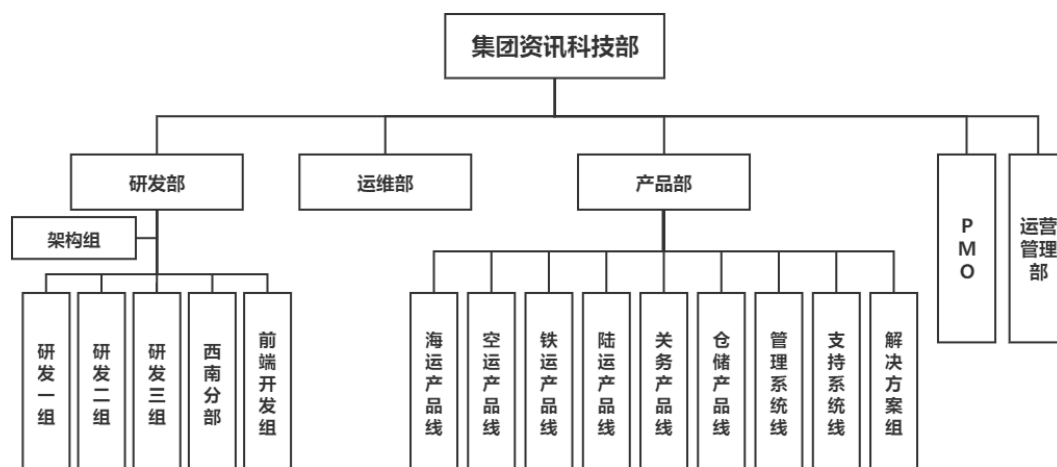 集团资讯科技部
研发部
运维部
产品部
PMO
运营
管理
部
架构组
研发一组
研发二组
研发三组
西南分部
前端开发组
海运产品线
空运产品线
铁运产品线
陆运产品线
关务产品线
仓储产品线
管理系统线
支持系统线
解决方案组